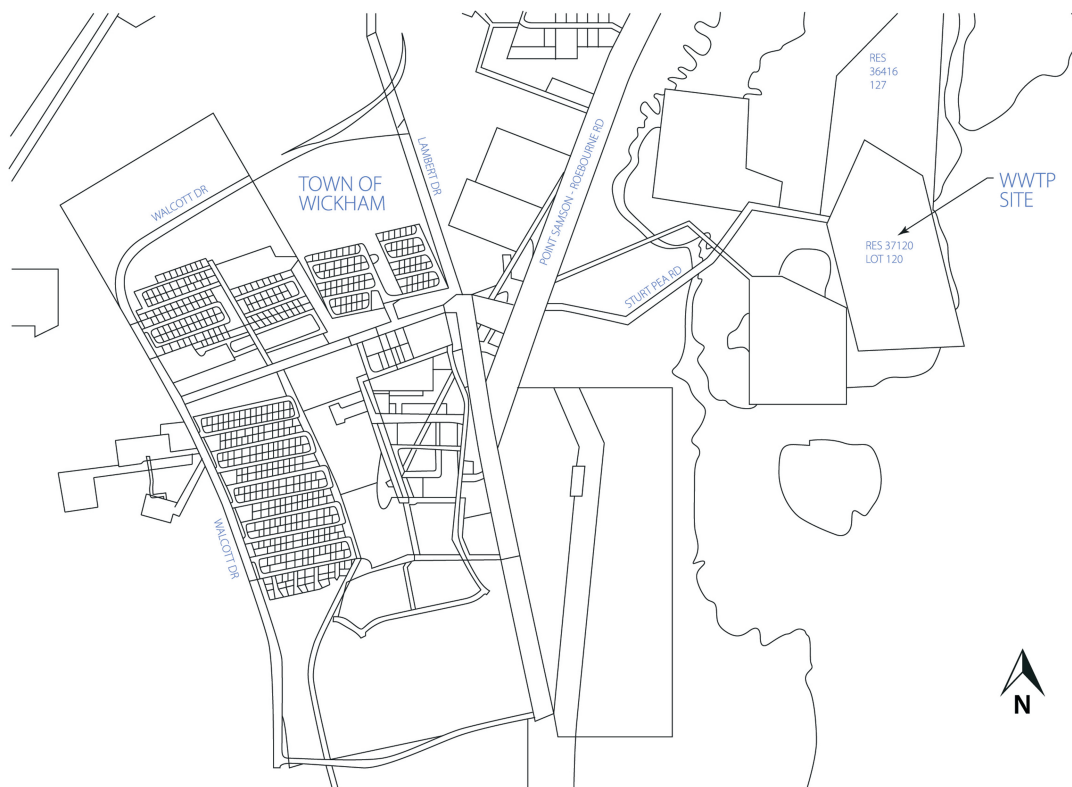 RES
36416
127
LAMBERT DR
POINT SAMSON - ROEBOURNE RD
TOWN OF
WICKHAM
WWTP
SITE
WALCOTT DR
RES 37120
LOT 120
STURT PEA RD
WALCOTT DR
N